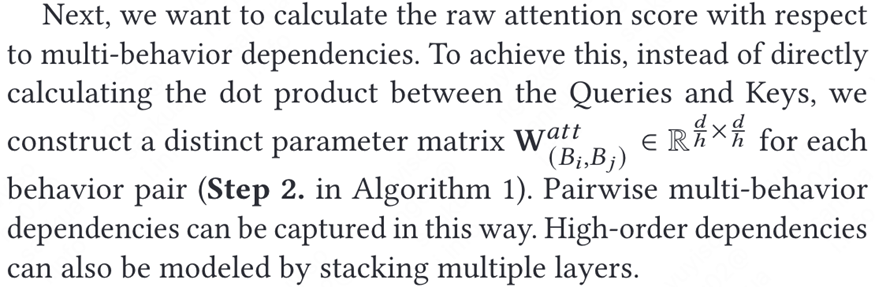 Next, we want to calculate the raw attention score with respect
to multi-behavior dependencies. To achieve this, instead of directly
calculating the dot product between the Queries and Keys, we
construct a distinct parameter matrix $\mathbf{W}^{att}_{(B_i,B_j)} \in \mathbb{R}^{\frac{d}{h} \times \frac{d}{h}}$ for each
behavior pair (Step 2. in Algorithm 1). Pairwise multi-behavior
dependencies can be captured in this way. High-order dependencies
can also be modeled by stacking multiple layers.